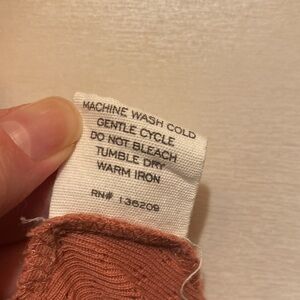 MACHINE WASH COLD
GENTLE CYCLE
DO NOT BLEACH
TUMBLE DRY
WARM IRON
RN# 136209